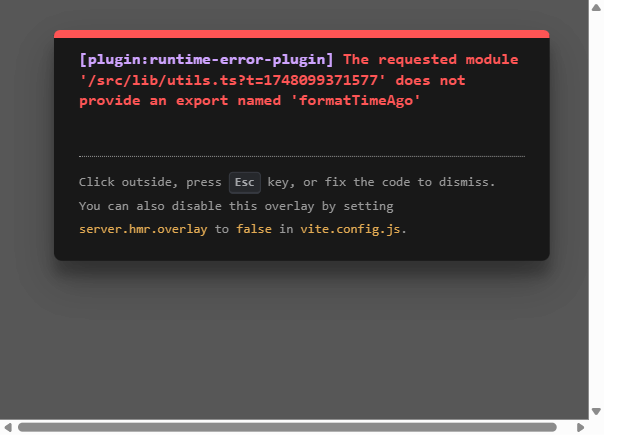 [plugin:runtime-error-plugin] The requested module
'/src/lib/utils.ts?t=1748099371577' does not
provide an export named 'formatTimeAgo'
Click outside, press Esc key, or fix the code to dismiss.
You can also disable this overlay by setting
server.hmr.overlay to false in vite.config.js.